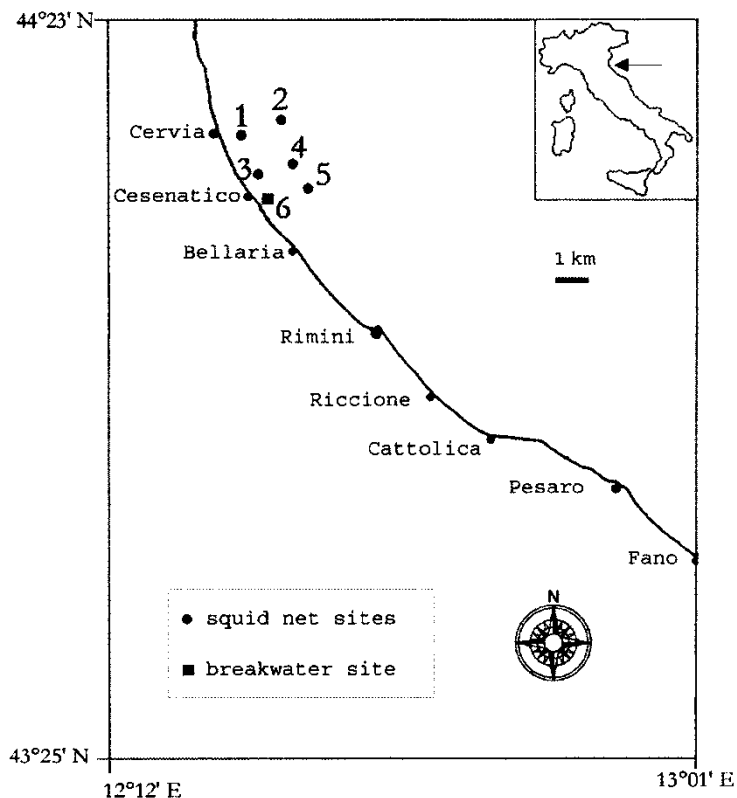 44°23' N
2
1
Cervia
4
3
5
Cesenatico
6
1 km
Bellaria
Rimini
Riccione
Cattolica
Pesaro
Fano
N
squid net sites
breakwater site
43°25' N
12°12' E
13°01' E